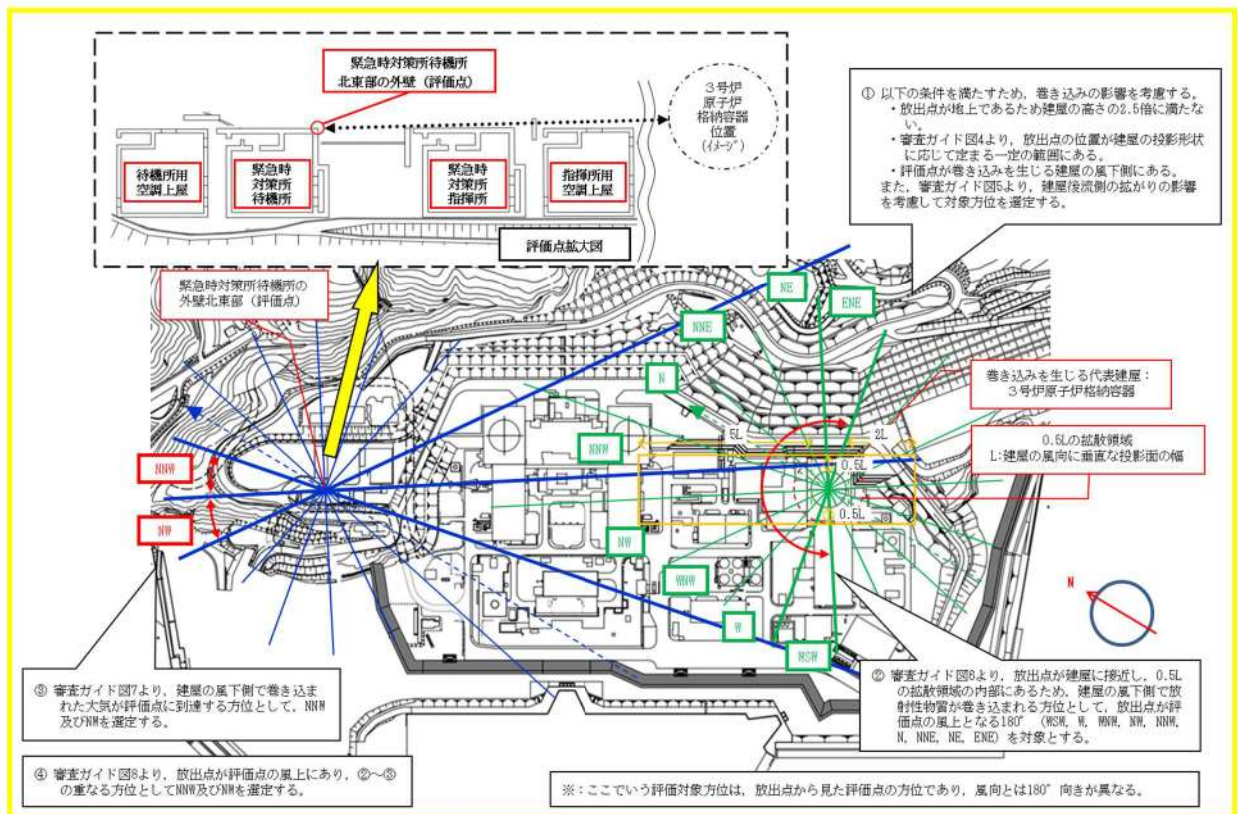 緊急時対策所待機所
北東部の外壁（評価点）
３号炉
原子炉
格納容器
位置
(ｲﾒｰｼﾞ)
待機所用
空調上屋
緊急時
対策所
待機所
緊急時
対策所
指揮所
指揮所用
空調上屋
評価点拡大図
① 以下の条件を満たすため，巻き込みの影響を考慮する。
・放出点が地上であるため建屋の高さの2.5倍に満たな
い。
・審査ガイド図4より，放出点の位置が建屋の投影形状
に応じて定まる一定の範囲にある。
・評価点が巻き込みを生じる建屋の風下側にある。
また，審査ガイド図5より，建屋後流側の拡がりの影響
を考慮して対象方位を選定する。
緊急時対策所待機所の
外壁北東部（評価点）
NE
ENE
NNE
N
NNW
NW
WNW
W
WSW
5L
2L
0.5L
0.5L
巻き込みを生じる代表建屋：
３号炉原子炉格納容器
0.5Lの拡散領域
L:建屋の風向に垂直な投影面の幅
NNW
NW
N
③ 審査ガイド図7より，建屋の風下側で巻き込ま
れた大気が評価点に到達する方位として，NNW
及びNWを選定する。
④ 審査ガイド図8より，放出点が評価点の風上にあり，②～③
の重なる方位としてNNW及びNWを選定する。
② 審査ガイド図6より，放出点が建屋に接近し，0.5L
の拡散領域の内部にあるため，建屋の風下側で放
射性物質が巻き込まれる方位として，放出点が評
価点の風上となる180°（WSW, W, WNW, NW, NNW,
N, NNE, NE, ENE）を対象とする。
※：ここでいう評価対象方位は，放出点から見た評価点の方位であり，風向とは180°向きが異なる。